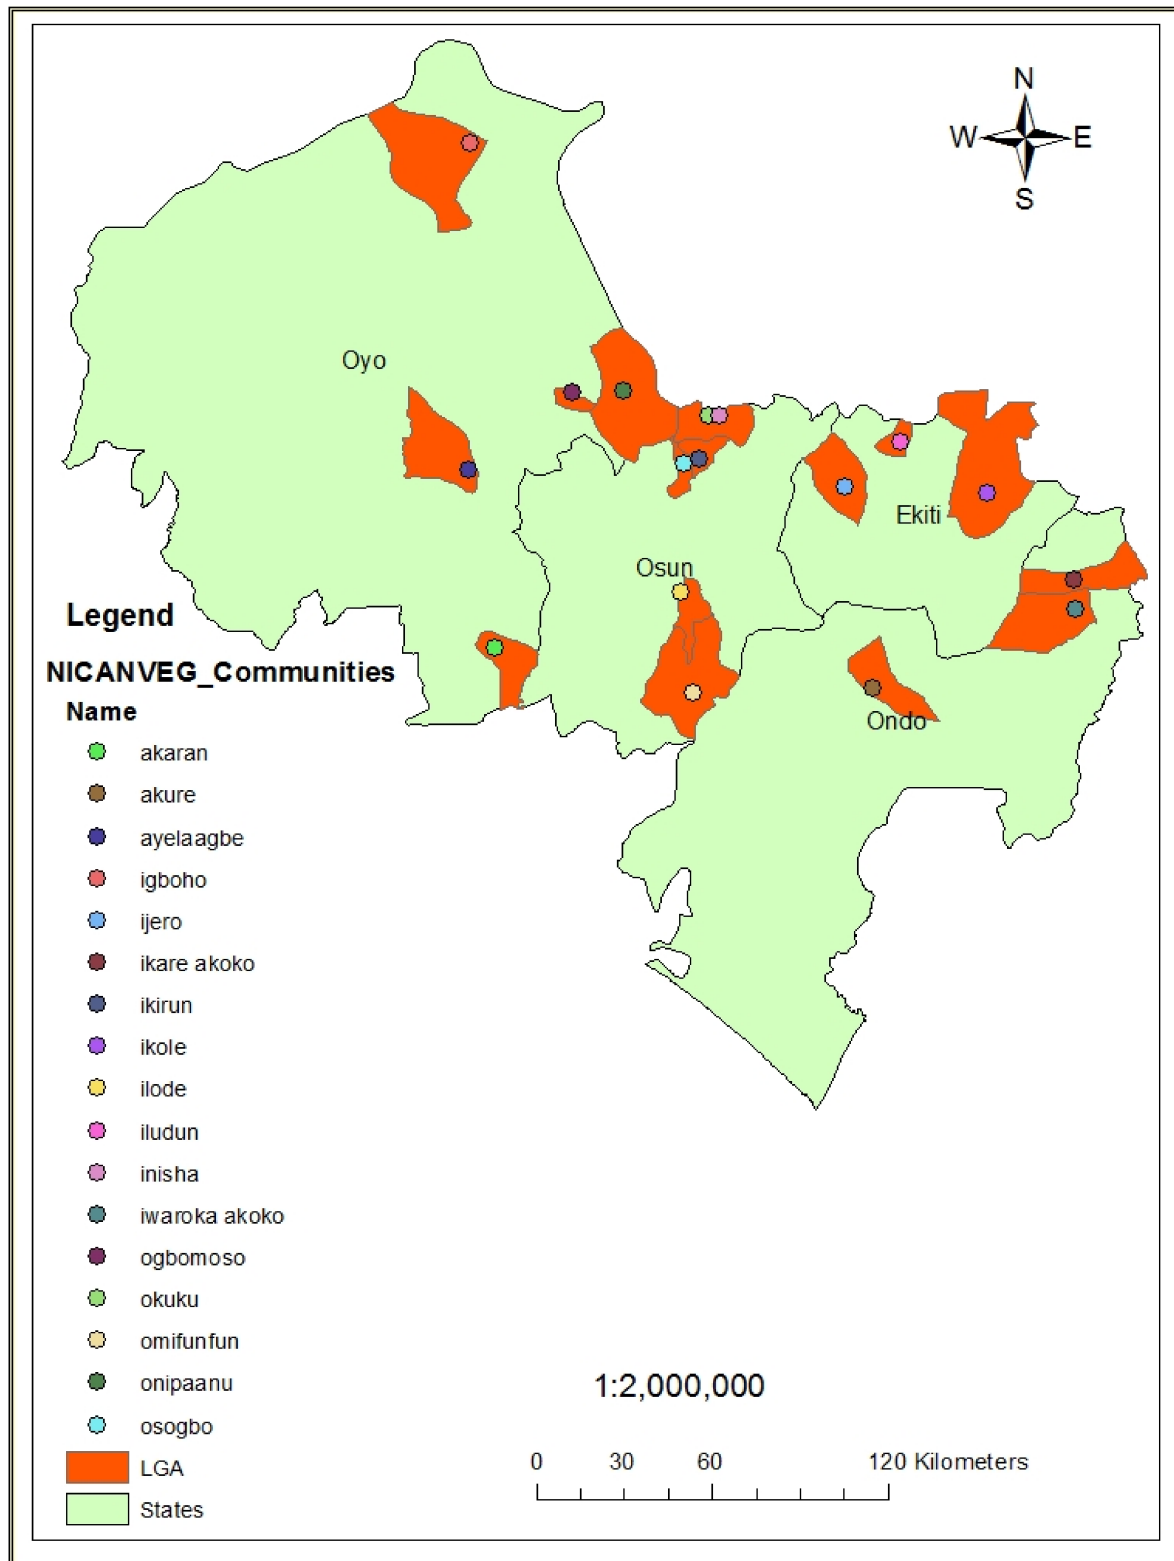 N
W E
S
Oyo
Ekiti
Osun
Ondo
Legend
NICANVEG_Communities
Name
akaran
akure
ayelaagbe
igboho
ijero
ikare akoko
ikirun
ikole
ilode
iludun
inisha
iwaroka akoko
ogbomoso
okuku
omifunfun
onipaanu
osogbo
LGA
States
1:2,000,000
0 30 60 120 Kilometers